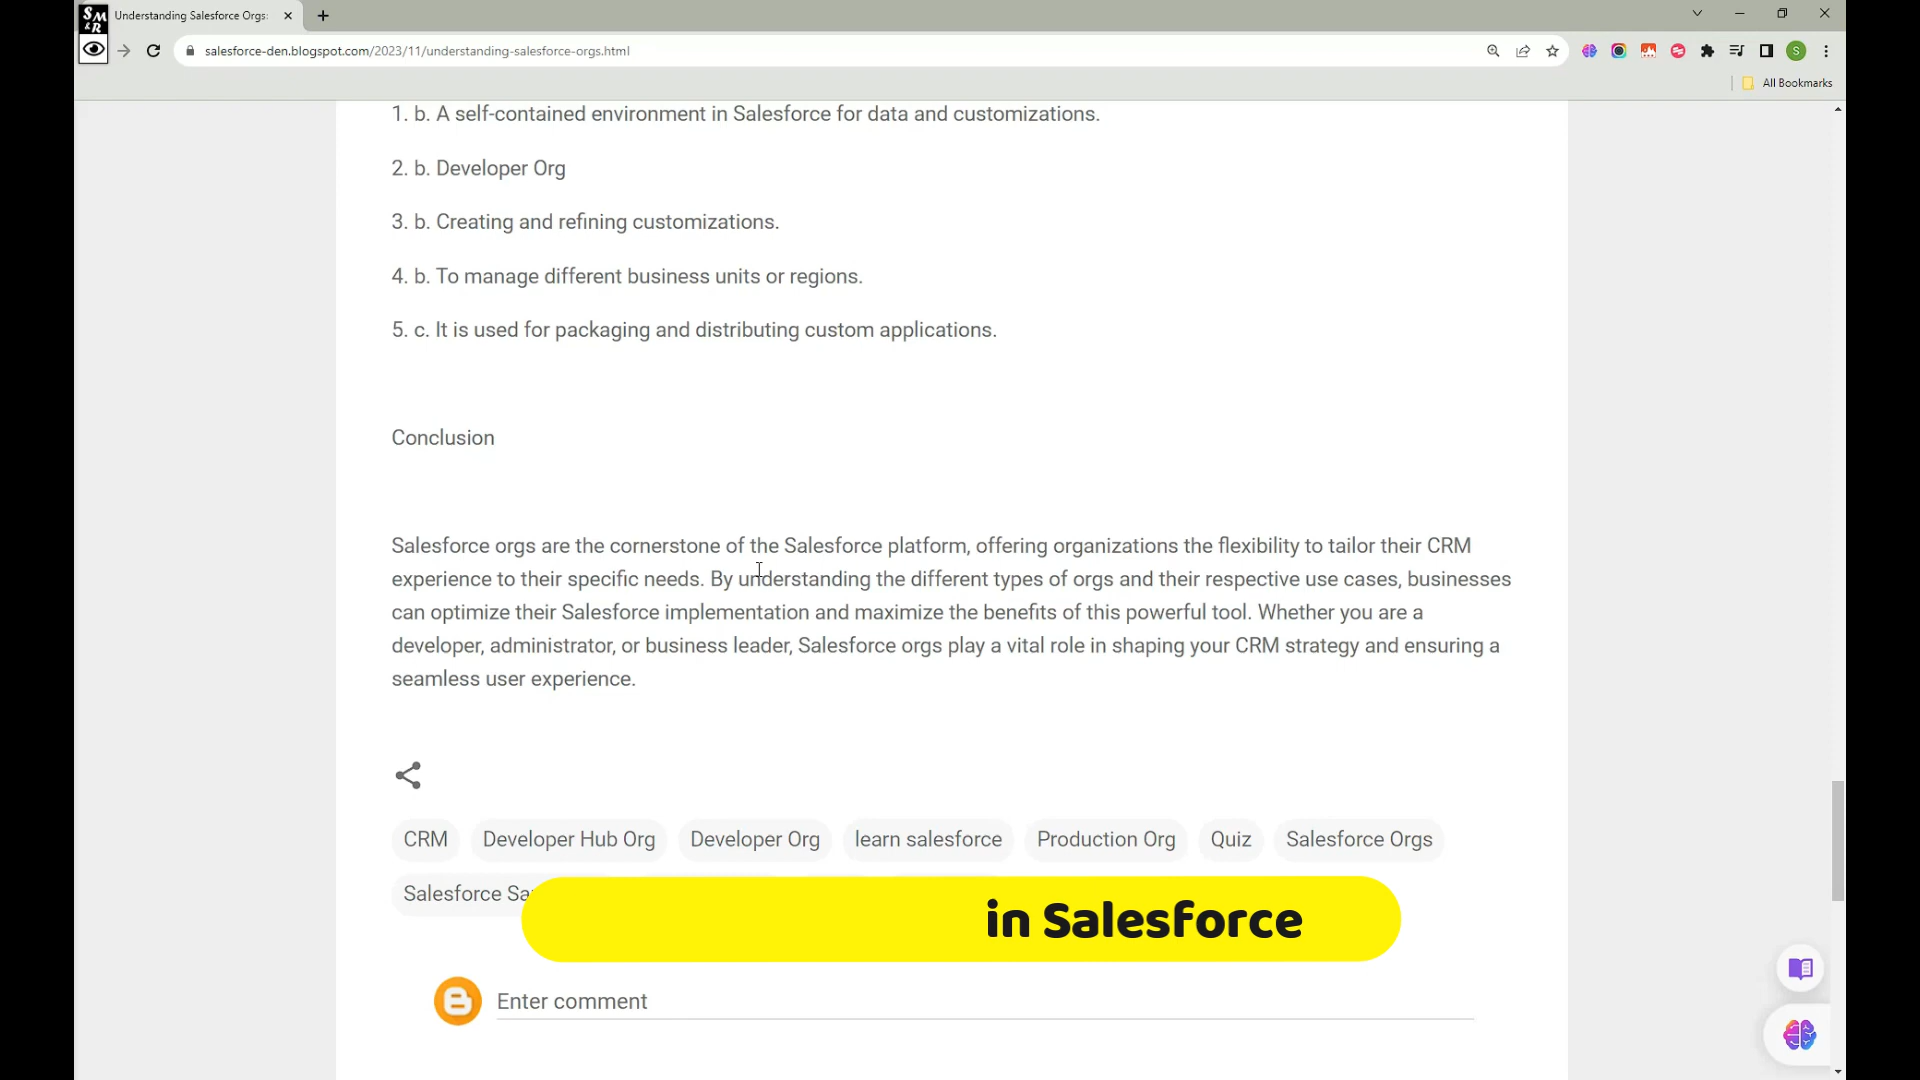 SM
&R
Understanding Salesforce Orgs:
salesforce-den.blogspot.com/2023/11/understanding-salesforce-orgs.html
S
All Bookmarks
1. b. A self-contained environment in Salesforce for data and customizations.
2. b. Developer Org
3. b. Creating and refining customizations.
4. b. To manage different business units or regions.
5. c. It is used for packaging and distributing custom applications.
Conclusion
Salesforce orgs are the cornerstone of the Salesforce platform, offering organizations the flexibility to tailor their CRM
experience to their specific needs. By understanding the different types of orgs and their respective use cases, businesses
can optimize their Salesforce implementation and maximize the benefits of this powerful tool. Whether you are a
developer, administrator, or business leader, Salesforce orgs play a vital role in shaping your CRM strategy and ensuring a
seamless user experience.
CRM Developer Hub Org Developer Org learn salesforce Production Org Quiz Salesforce Orgs
Salesforce Sa
in Salesforce
Enter comment